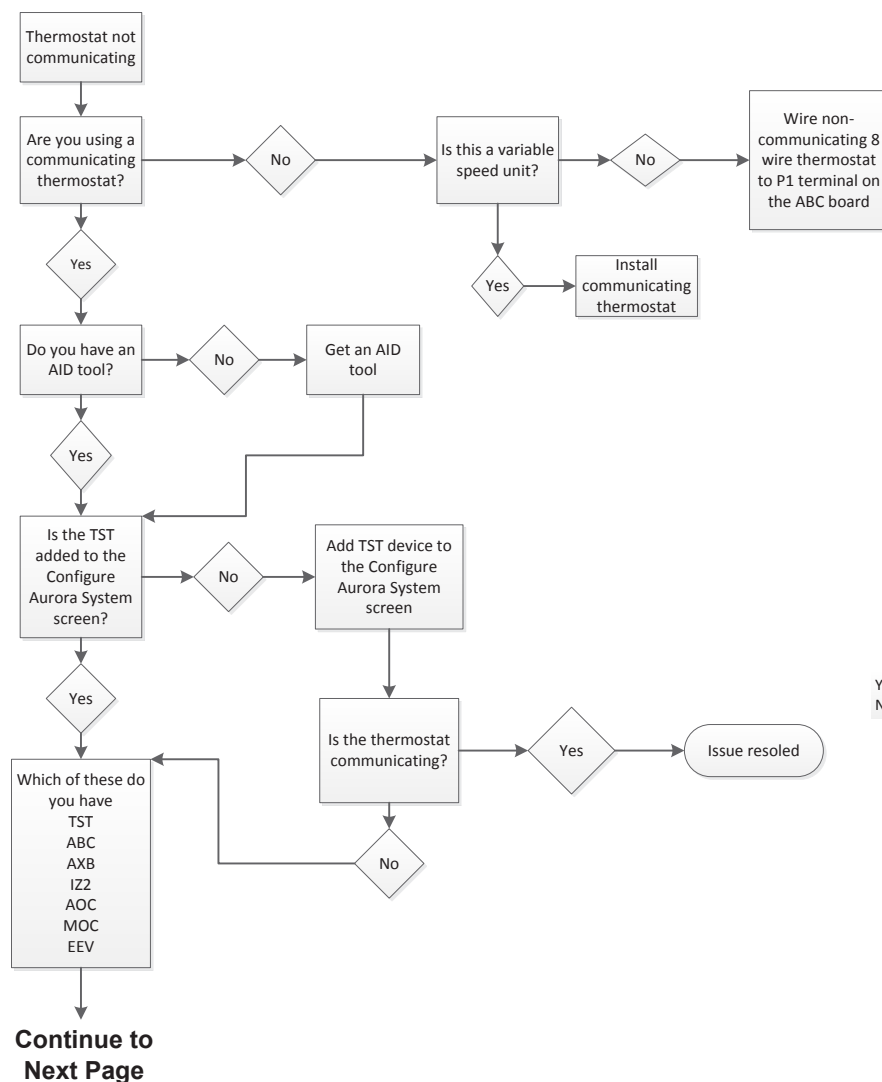 Thermostat not
communicating
Are you using a
communicating
thermostat?
No
Is this a variable
speed unit?
No
Wire non-
communicating 8
wire thermostat
to P1 terminal on
the ABC board
Yes
Yes
Install
communicating
thermostat
Do you have an
AID tool?
No
Get an AID
tool
Yes
Is the TST
added to the
Configure
Aurora System
screen?
No
Add TST device to
the Configure
Aurora System
screen
Yes
Is the thermostat
communicating?
Yes
Issue resoled
Y
N
Which of these do
you have
TST
ABC
AXB
IZ2
AOC
MOC
EEV
No
Continue to
Next Page